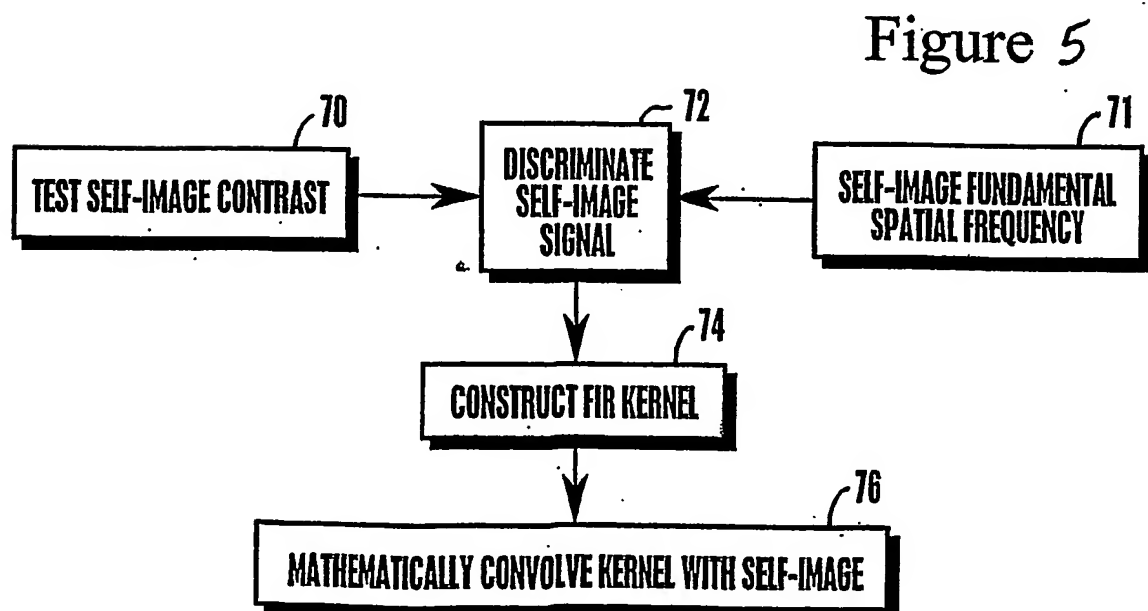 Figure 5
70
TEST SELF-IMAGE CONTRAST
72
DISCRIMINATE
SELF-IMAGE
SIGNAL
71
SELF-IMAGE FUNDAMENTAL
SPATIAL FREQUENCY
74
CONSTRUCT FIR KERNEL
76
MATHEMATICALLY CONVOLVE KERNEL WITH SELF-IMAGE